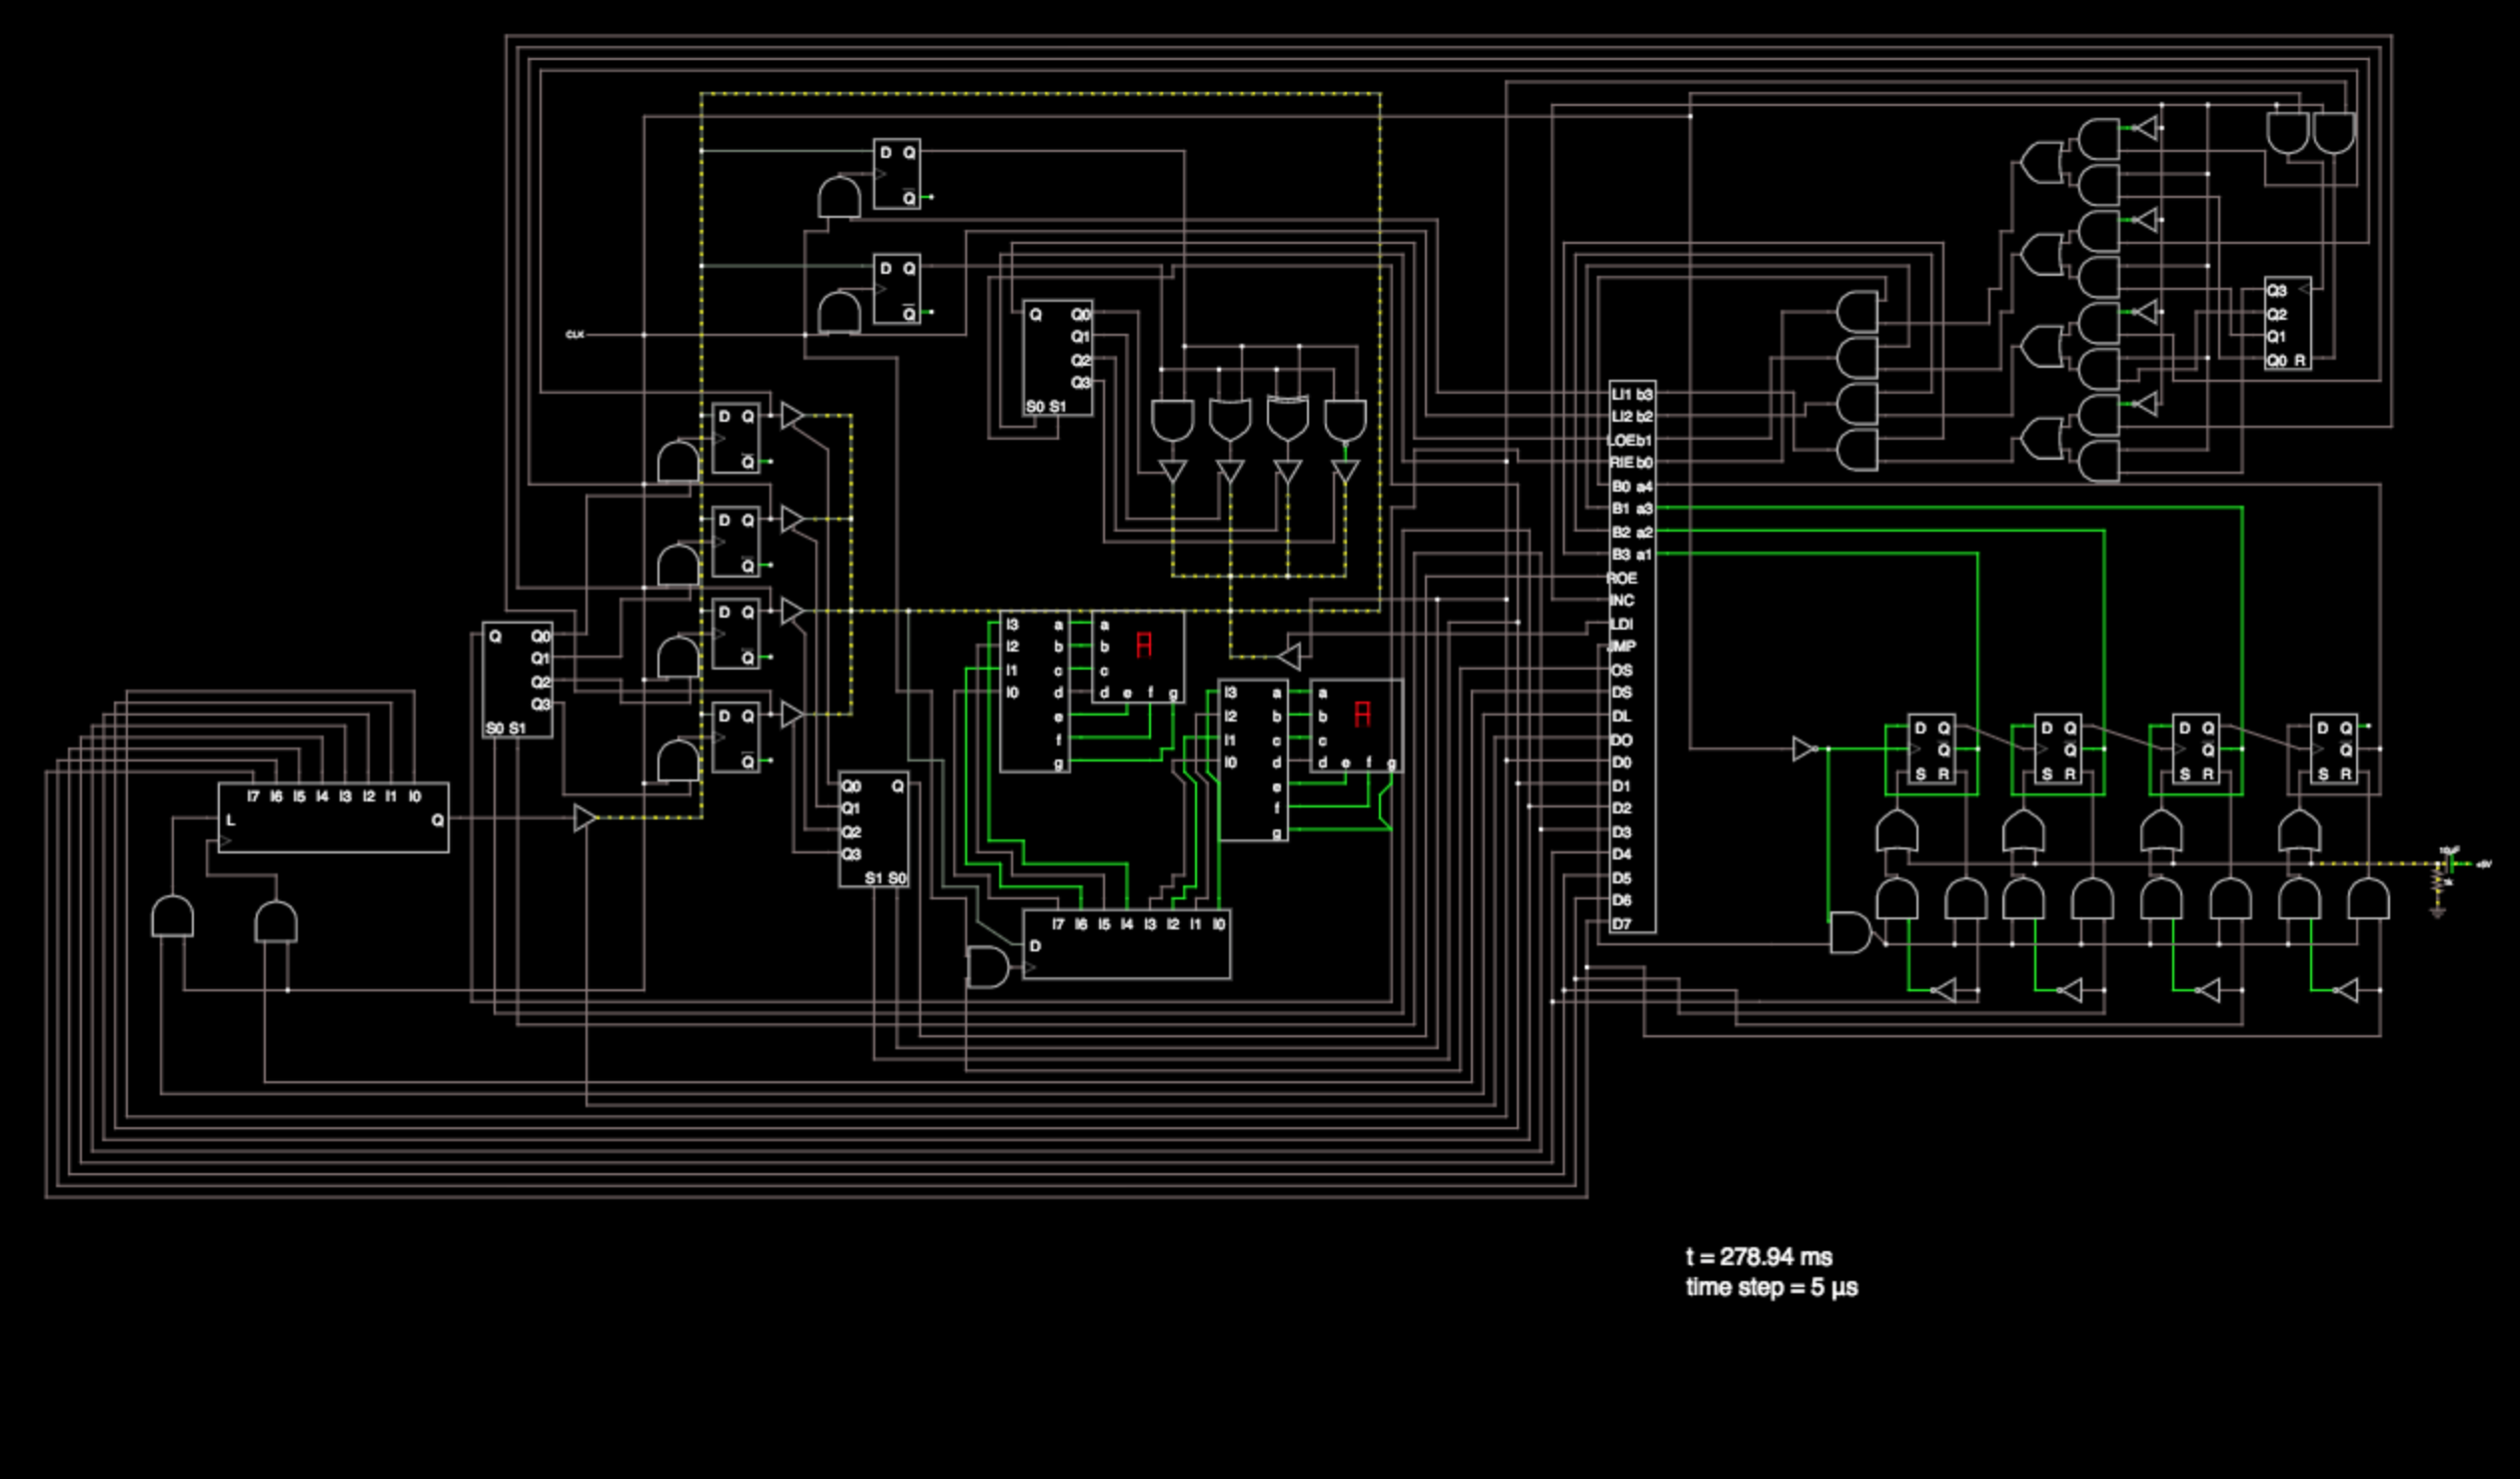 D Q
Q
D Q
Q
CLK
Q Q0
Q1
Q2
Q3
S0 S1
Q3
Q2
Q1
Q0 R
LI1 b3
LI2 b2
LOE b1
RIE b0
B0 a4
B1 a3
B2 a2
B3 a1
ROE
INC
LDI
JMP
OS
DS
DL
DO
D0
D1
D2
D3
D4
D5
D6
D7
D Q
Q
D Q
Q
D Q
Q
D Q
Q
Q Q0
Q1
Q2
Q3
S0 S1
I7 I6 I5 I4 I3 I2 I1 I0
L Q
Q0 Q
Q1
Q2
Q3
S1 S0
I3 a
I2 b
I1 c
I0 d
e
f
g
a
b
c
d e f g
A
I3 a
I2 b
I1 c
I0 d
e
f
g
a
b
c
d e f g
A
I7 I6 I5 I4 I3 I2 I1 I0
D
D Q
Q
S R
D Q
Q
S R
D Q
Q
S R
D Q
Q
S R
10µF
+5V
t = 278.94 ms
time step = 5 µs